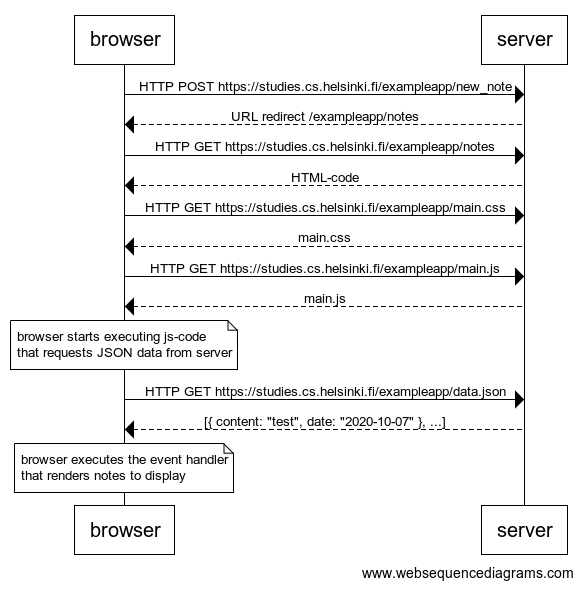 browser
server
HTTP POST https://studies.cs.helsinki.fi/exampleapp/new_note
URL redirect /exampleapp/notes
HTTP GET https://studies.cs.helsinki.fi/exampleapp/notes
HTML-code
HTTP GET https://studies.cs.helsinki.fi/exampleapp/main.css
main.css
HTTP GET https://studies.cs.helsinki.fi/exampleapp/main.js
main.js
browser starts executing js-code
that requests JSON data from server
HTTP GET https://studies.cs.helsinki.fi/exampleapp/data.json
[{ content: "test", date: "2020-10-07" }, ...]
browser executes the event handler
that renders notes to display
browser
server
www.websequencediagrams.com